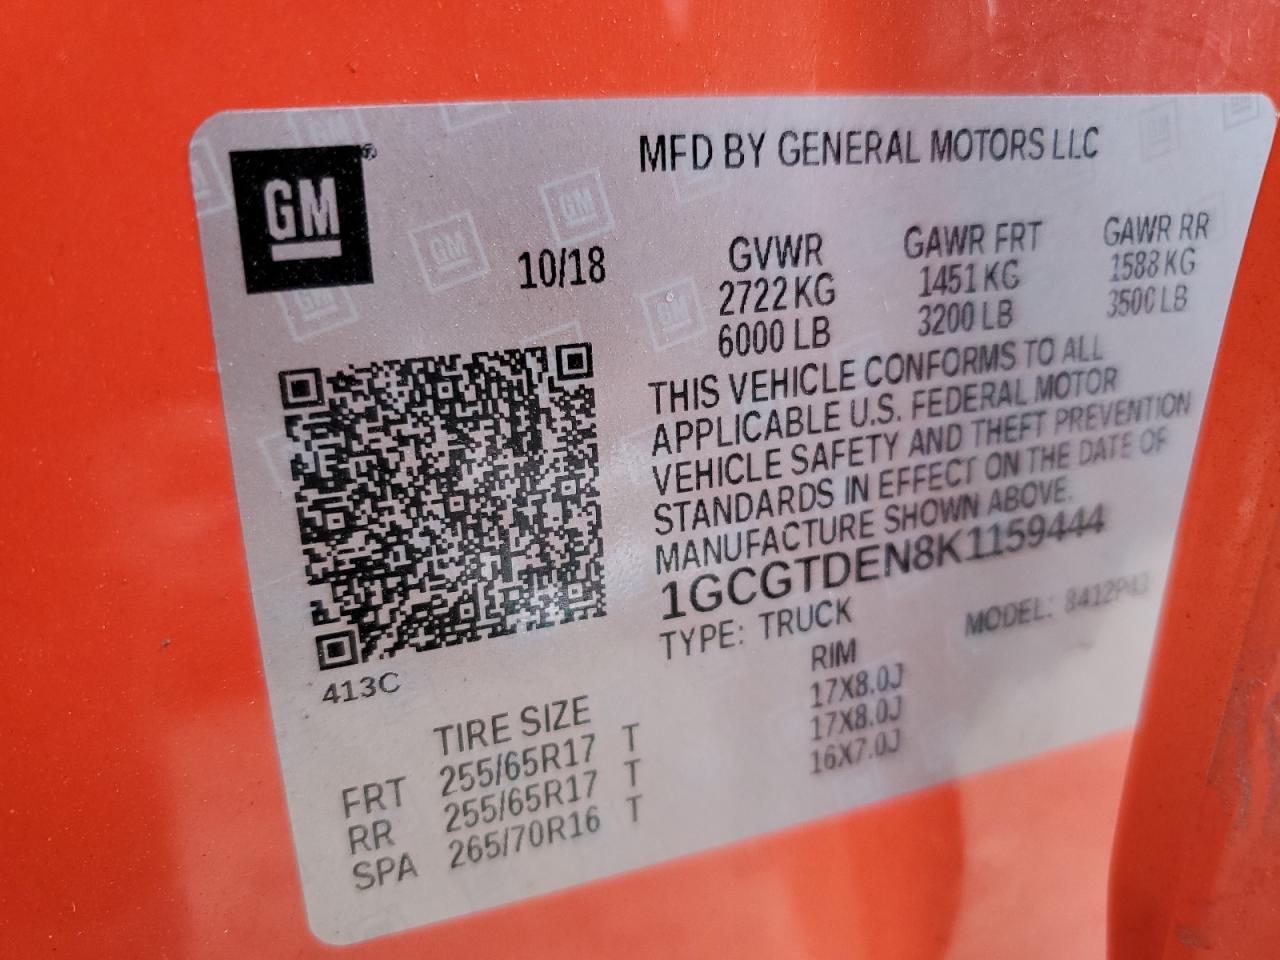 GM®
MFD BY GENERAL MOTORS LLC
10/18
GVWR GAWR FRT GAWR RR
2722 KG 1451 KG 1588 KG
6000 LB 3200 LB 3500 LB
THIS VEHICLE CONFORMS TO ALL
APPLICABLE U.S. FEDERAL MOTOR
VEHICLE SAFETY AND THEFT PREVENTION
STANDARDS IN EFFECT ON THE DATE OF
MANUFACTURE SHOWN ABOVE.
1GCGTDEN8K1159444
TYPE: TRUCK MODEL:
413C
TIRE SIZE RIM
FRT 255/65R17 T 17X8.0J
RR 255/65R17 T 17X8.0J
SPA 265/70R16 T 16X7.0J